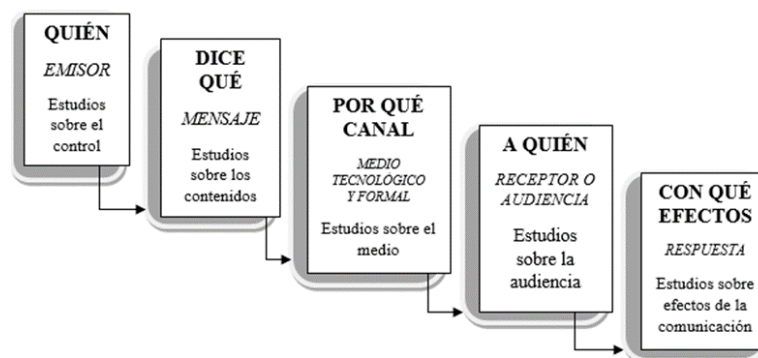 QUIÉN
EMISOR
Estudios
sobre el
control
DICE
QUÉ
MENSAJE
Estudios
sobre los
contenidos
POR QUÉ
CANAL
MEDIO
TECNOLÓGICO
Y FORMAL
Estudios sobre el
medio
A QUIÉN
RECEPTOR O
AUDIENCIA
Estudios
sobre la
audiencia
CON QUÉ
EFECTOS
RESPUESTA
Estudios sobre
efectos de la
comunicación